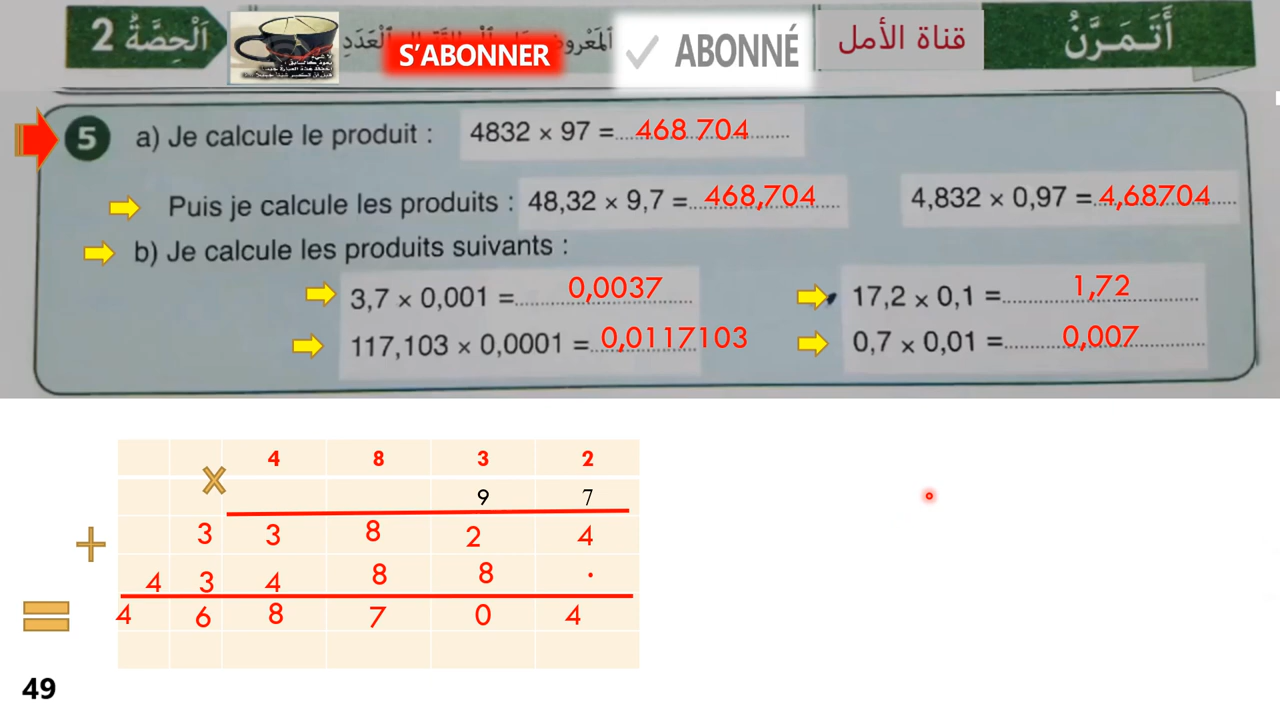 اَلْحِصَّةُ 2
S'ABONNER
ABONNÉ
قناة الأمل
أَتَمَرَّنُ
5 a) Je calcule le produit : 4832 × 97 =....468 704..........
Puis je calcule les produits : 48,32 × 9,7 =...468,704.... 4,832 × 0,97 =.4,68704....
b) Je calcule les produits suivants :
3,7 × 0,001 =........0,0037..... 17,2 × 0,1 =..........1,72..........
117,103 × 0,0001 =..0,0117103 0,7 × 0,01 =.........0,007..........
4 8 3 2
×
9 7
+ 3 3 8 2 4
4 3 4 8 8 .
= 4 6 8 7 0 4
49